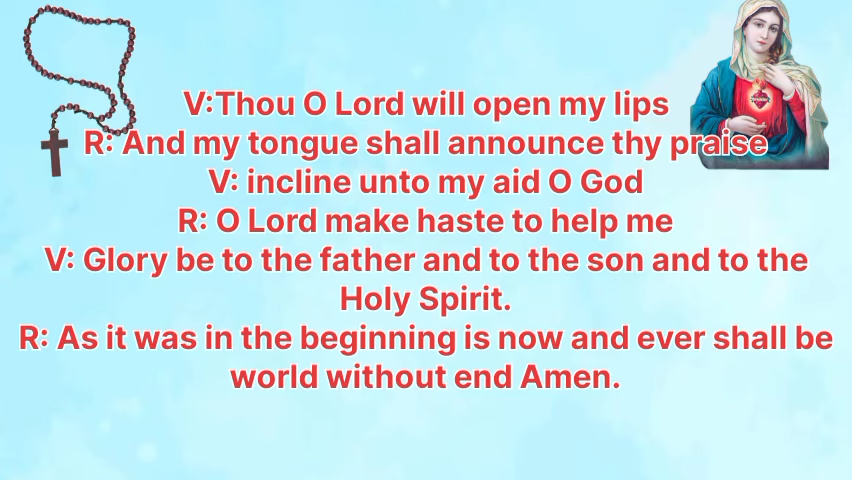 V:Thou O Lord will open my lips
R: And my tongue shall announce thy praise
V: incline unto my aid O God
R: O Lord make haste to help me
V: Glory be to the father and to the son and to the
Holy Spirit.
R: As it was in the beginning is now and ever shall be
world without end Amen.